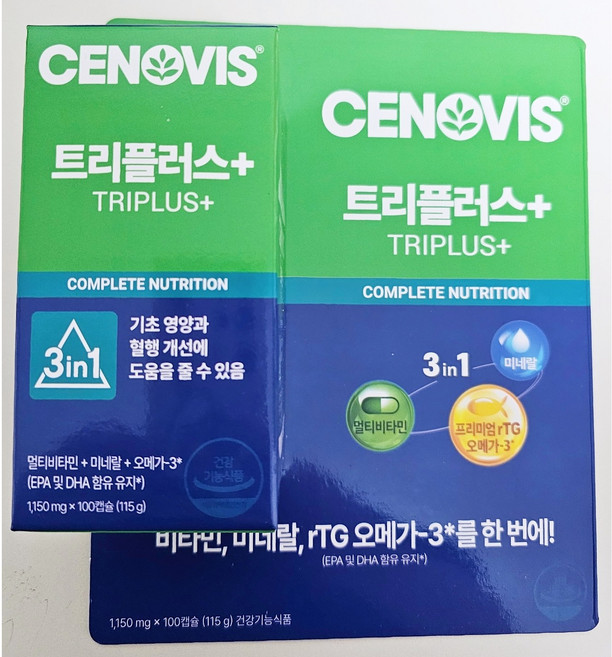 CENOVIS®
트리플러스+
TRIPLUS+
COMPLETE NUTRITION
3in1
기초 영양과
혈행 개선에
도움을 줄 수 있음
멀티비타민 + 미네랄 + 오메가-3*
(EPA 및 DHA 함유 유지*)
1,150 mg × 100캡슐 (115 g)
건강
기능식품
CENOVIS®
트리플러스+
TRIPLUS+
COMPLETE NUTRITION
3in1
미네랄
멀티비타민
프리미엄 rTG
오메가-3*
비타민, 미네랄, rTG 오메가-3*를 한 번에!
(EPA 및 DHA 함유 유지*)
1,150 mg × 100캡슐 (115 g) 건강기능식품